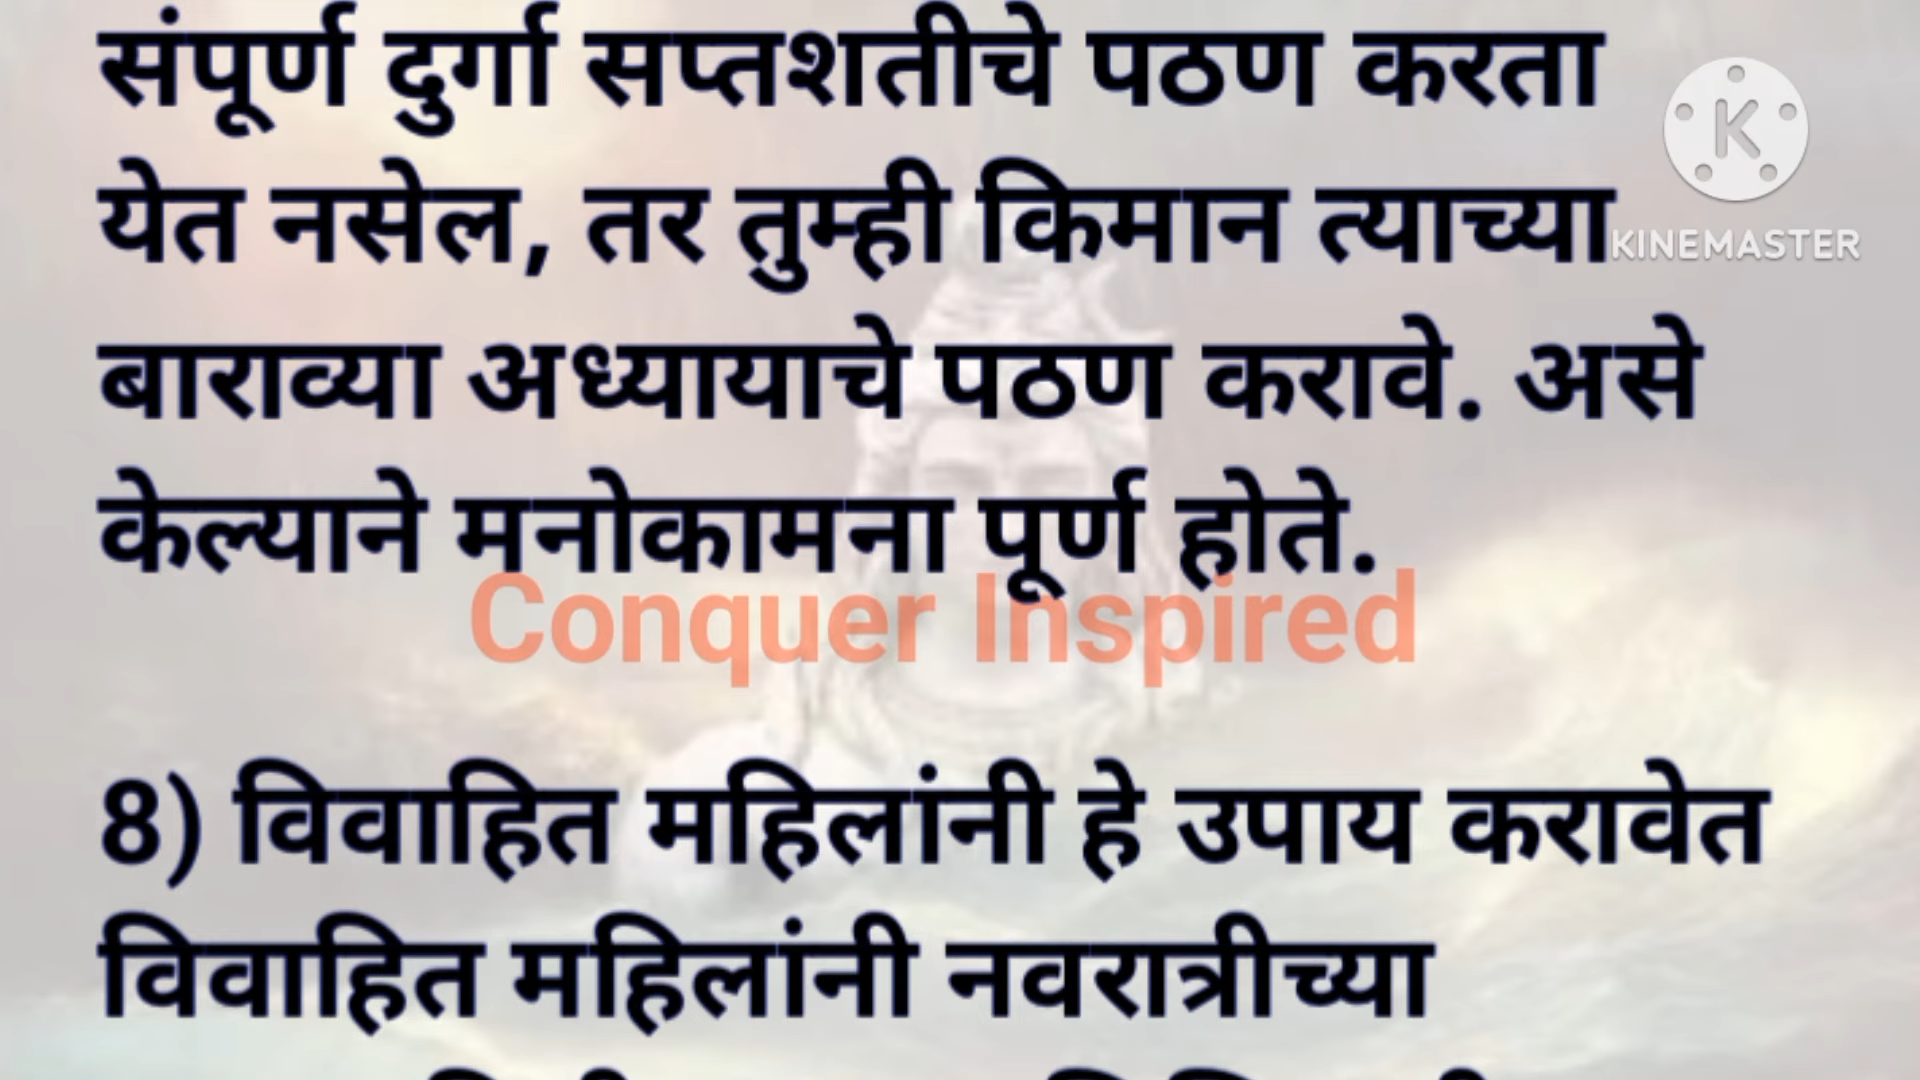 संपूर्ण दुर्गा सप्तशतीचे पठण करता
येत नसेल, तर तुम्ही किमान त्याच्या
बाराव्या अध्यायाचे पठण करावे. असे
केल्याने मनोकामना पूर्ण होते.
K
KINEMASTER
Conquer Inspired
8) विवाहित महिलांनी हे उपाय करावेत
विवाहित महिलांनी नवरात्रीच्या